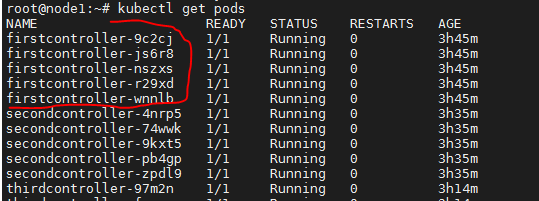 root@node1:~# kubectl get pods
NAME READY STATUS RESTARTS AGE
firstcontroller-9c2cj 1/1 Running 0 3h45m
firstcontroller-js6r8 1/1 Running 0 3h45m
firstcontroller-nszxs 1/1 Running 0 3h45m
firstcontroller-r29xd 1/1 Running 0 3h45m
firstcontroller-wnnlb 1/1 Running 0 3h45m
secondcontroller-4nrp5 1/1 Running 0 3h35m
secondcontroller-74wwk 1/1 Running 0 3h35m
secondcontroller-9kxt5 1/1 Running 0 3h35m
secondcontroller-pb4gp 1/1 Running 0 3h35m
secondcontroller-zpdl9 1/1 Running 0 3h35m
thirdcontroller-97m2n 1/1 Running 0 3h14m